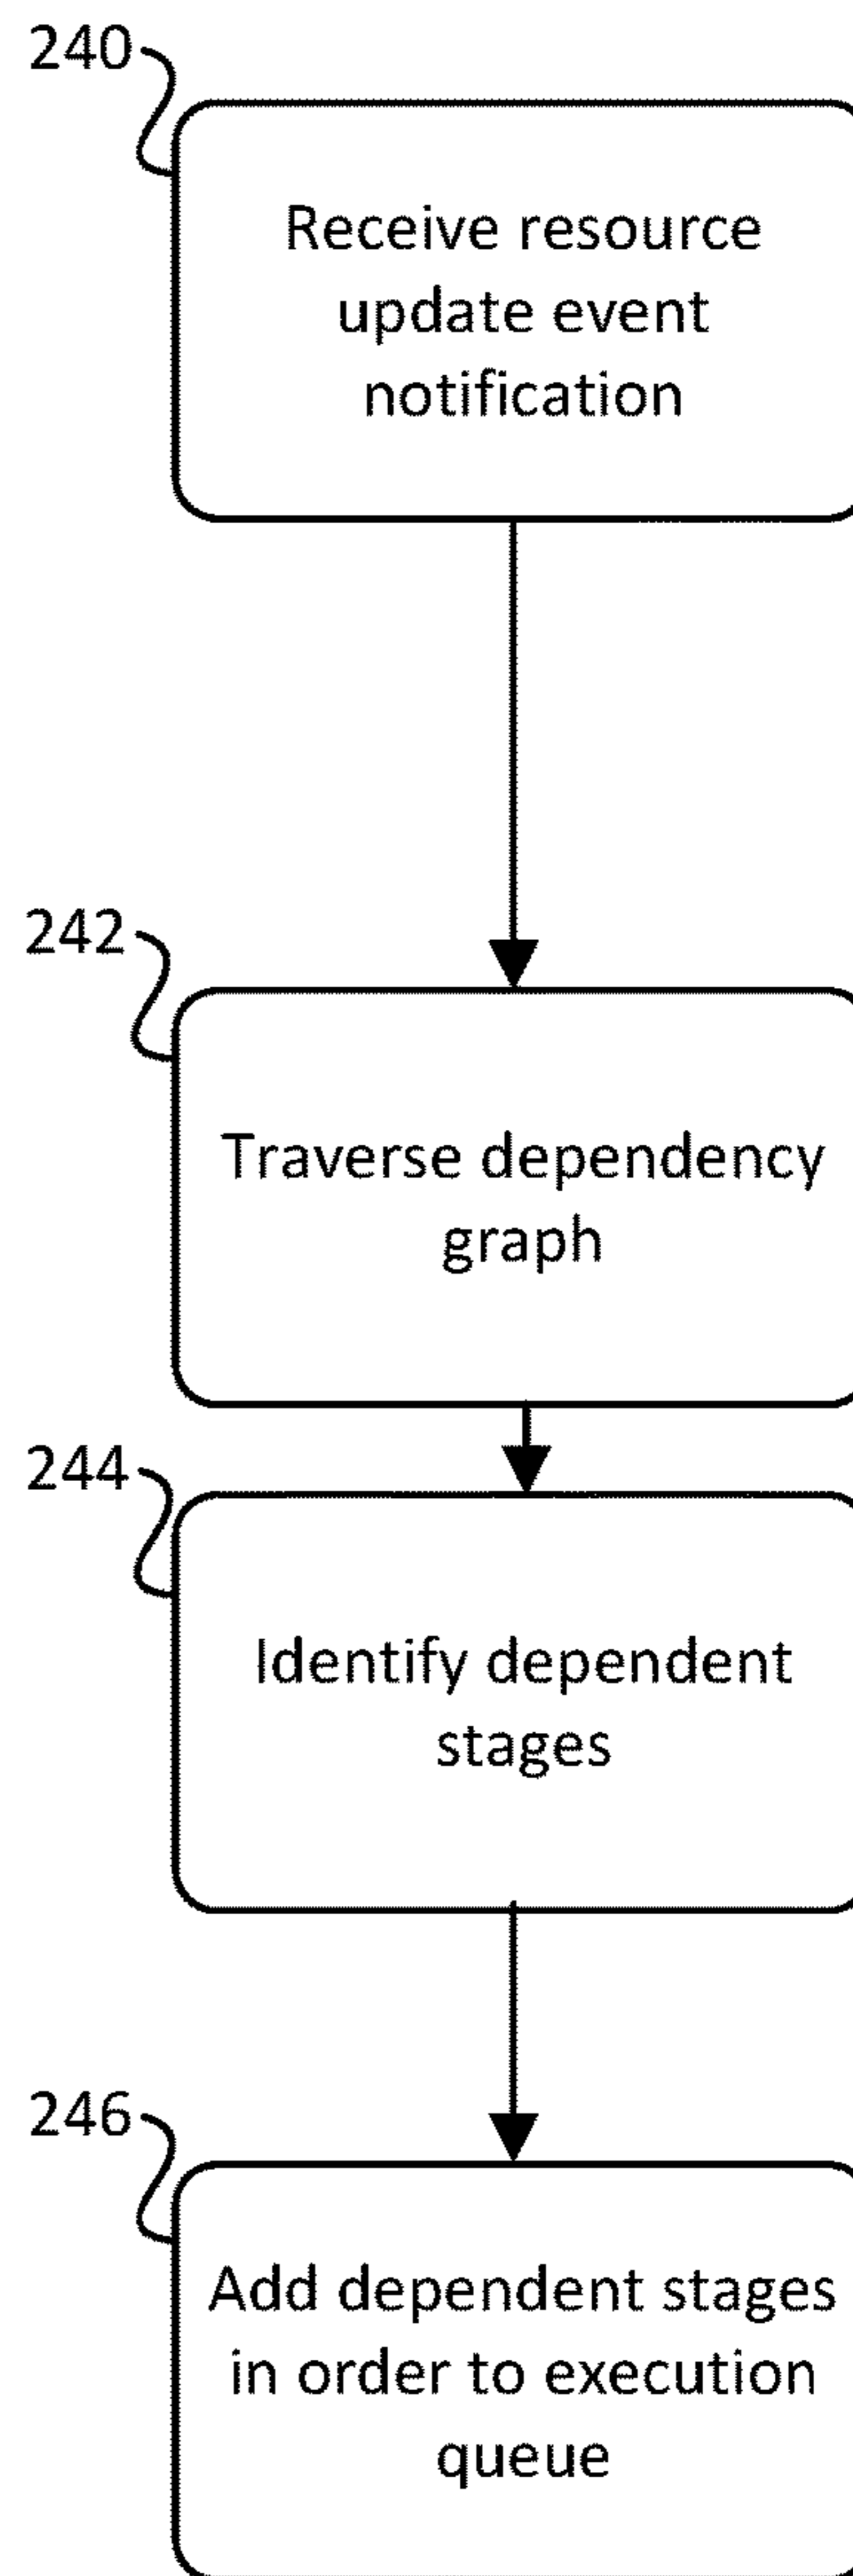 240
Receive resource
update event
notification
242
Traverse dependency
graph
244
Identify dependent
stages
246
Add dependent stages
in order to execution
queue